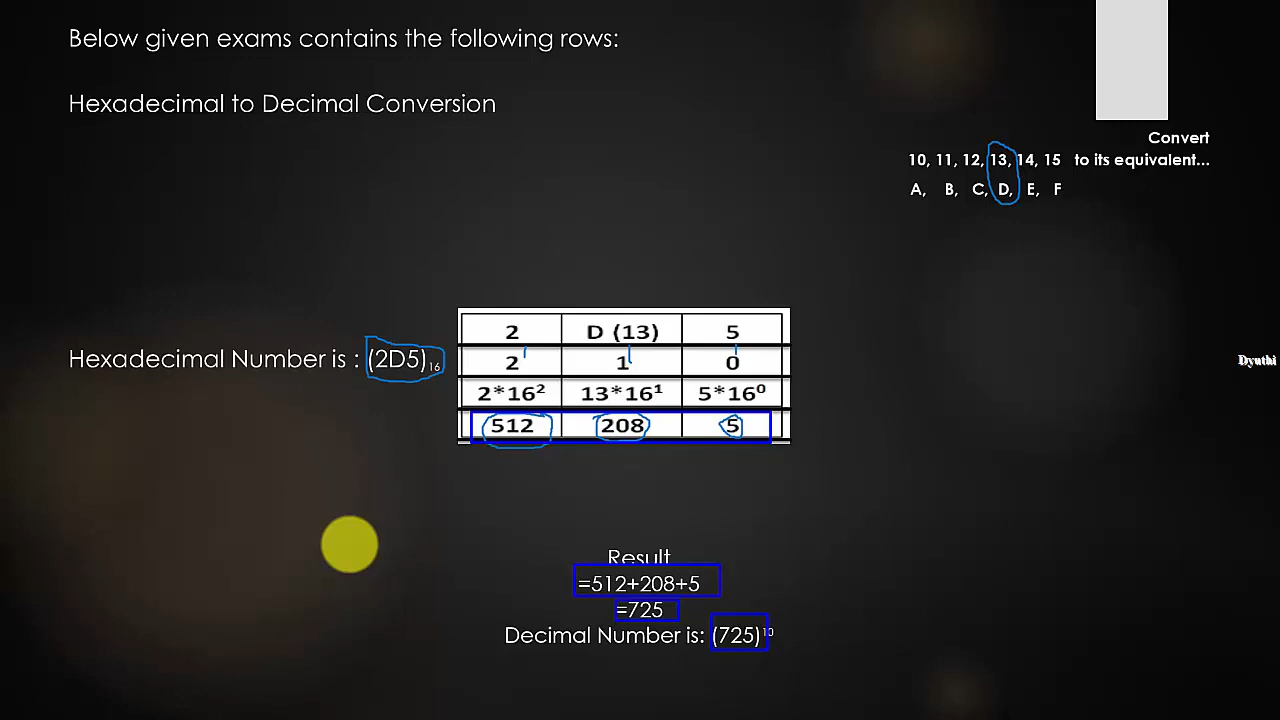 Below given exams contains the following rows:
Hexadecimal to Decimal Conversion
Convert
10, 11, 12, 13, 14, 15 to its equivalent...
A, B, C, D, E, F
Hexadecimal Number is : (2D5)₁₆
2 D (13) 5
2 1 0
2*16² 13*16¹ 5*16⁰
512 208 5
Dyuthi
Result
=512+208+5
=725
Decimal Number is: (725)¹⁰